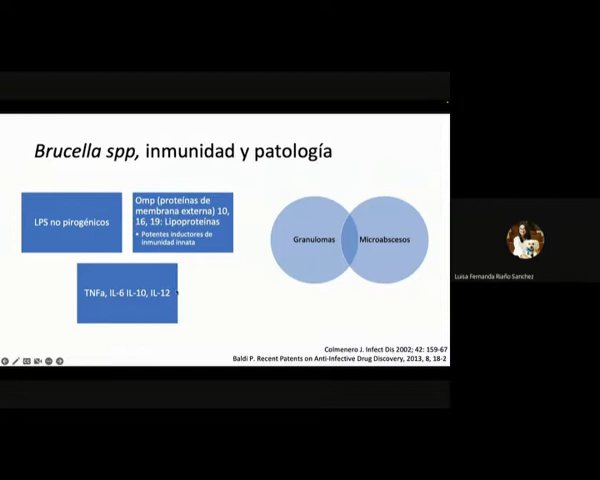 Brucella spp, inmunidad y patología
LPS no pirogénicos
Omp (proteínas de
membrana externa) 10,
16, 19: Lipoproteínas
• Potentes inductores de
inmunidad innata
TNFa, IL-6 IL-10, IL-12
Granulomas
Microabscesos
Colmenero J. Infect Dis 2002; 42: 159-67
Baldi P. Recent Patents on Anti-Infective Drug Discovery, 2013, 8, 18-2
Luisa Fernanda Riaño Sanchez